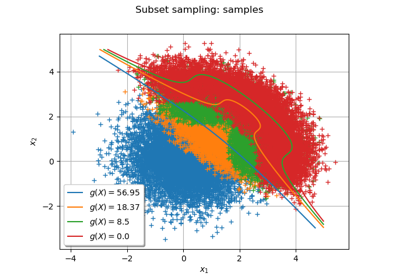 Subset sampling: samples
x₂
4
2
0
−2
g(X) = 56.95
g(X) = 18.37
g(X) = 8.5
g(X) = 0.0
−4 −2 0 2 4
x₁